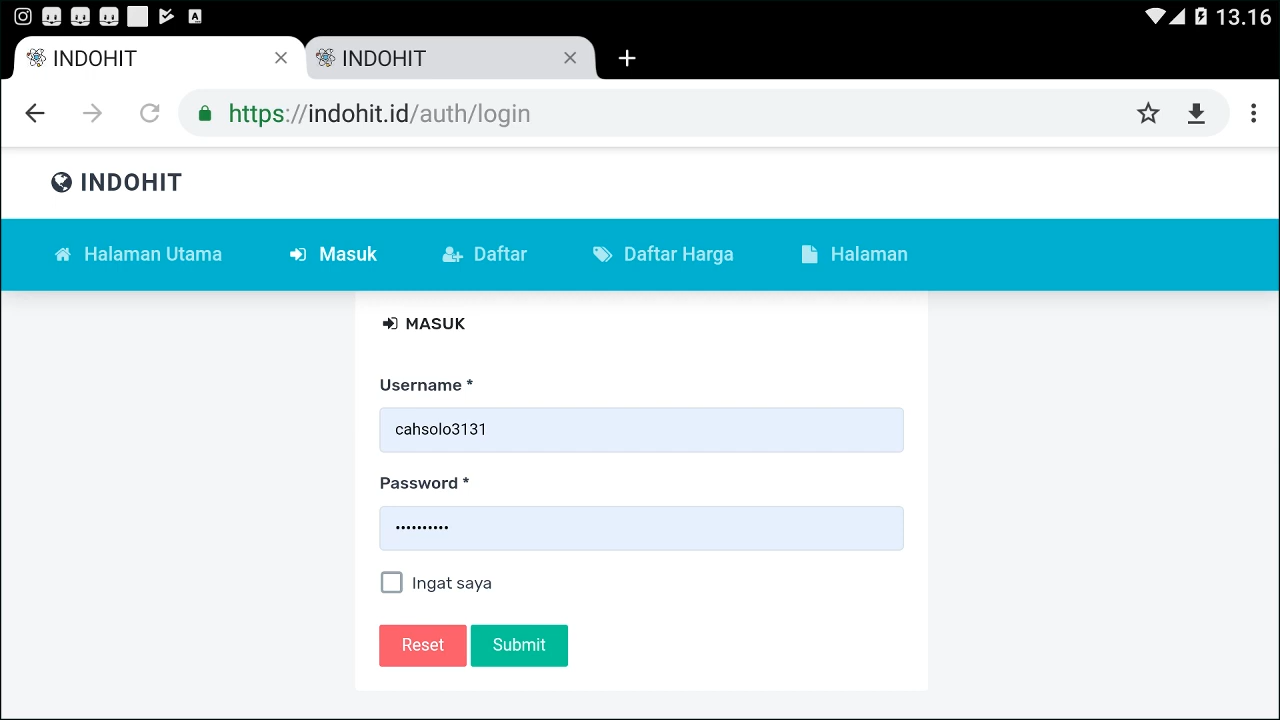 13.16
INDOHIT INDOHIT
https://indohit.id/auth/login
INDOHIT
Halaman Utama Masuk Daftar Daftar Harga Halaman
MASUK
Username *
cahsolo3131
Password *
••••••••••
Ingat saya
Reset Submit